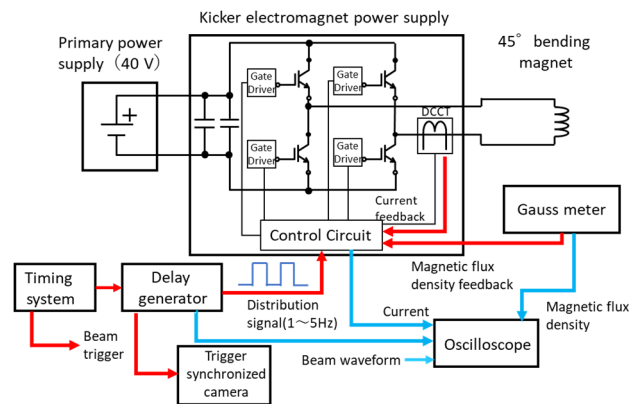 Kicker electromagnet power supply
Primary power
supply（40 V）
45° bending
magnet
Gate
Driver
Gate
Driver
DCCT
Gate
Driver
Gate
Driver
Current
feedback
Control Circuit
Gauss meter
Timing
system
Delay
generator
Distribution
signal(1～5Hz)
Magnetic flux
density feedback
Magnetic flux
density
Current
Beam
trigger
Trigger
synchronized
camera
Beam waveform
Oscilloscope